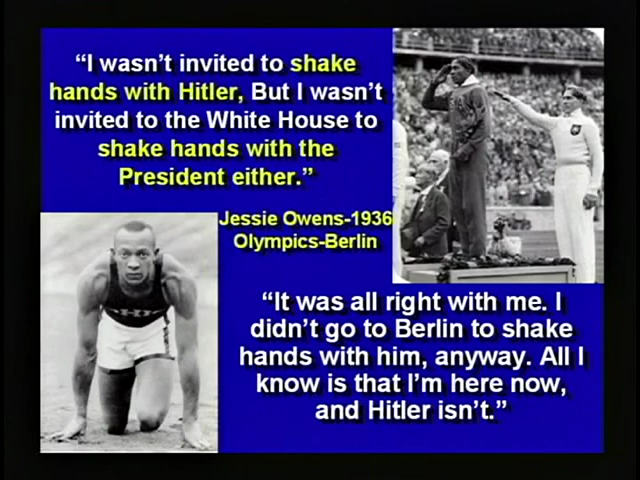 “I wasn’t invited to shake
hands with Hitler, But I wasn’t
invited to the White House to
shake hands with the
President either.”
Jessie Owens-1936
Olympics-Berlin
“It was all right with me. I
didn’t go to Berlin to shake
hands with him, anyway. All I
know is that I’m here now,
and Hitler isn’t.”